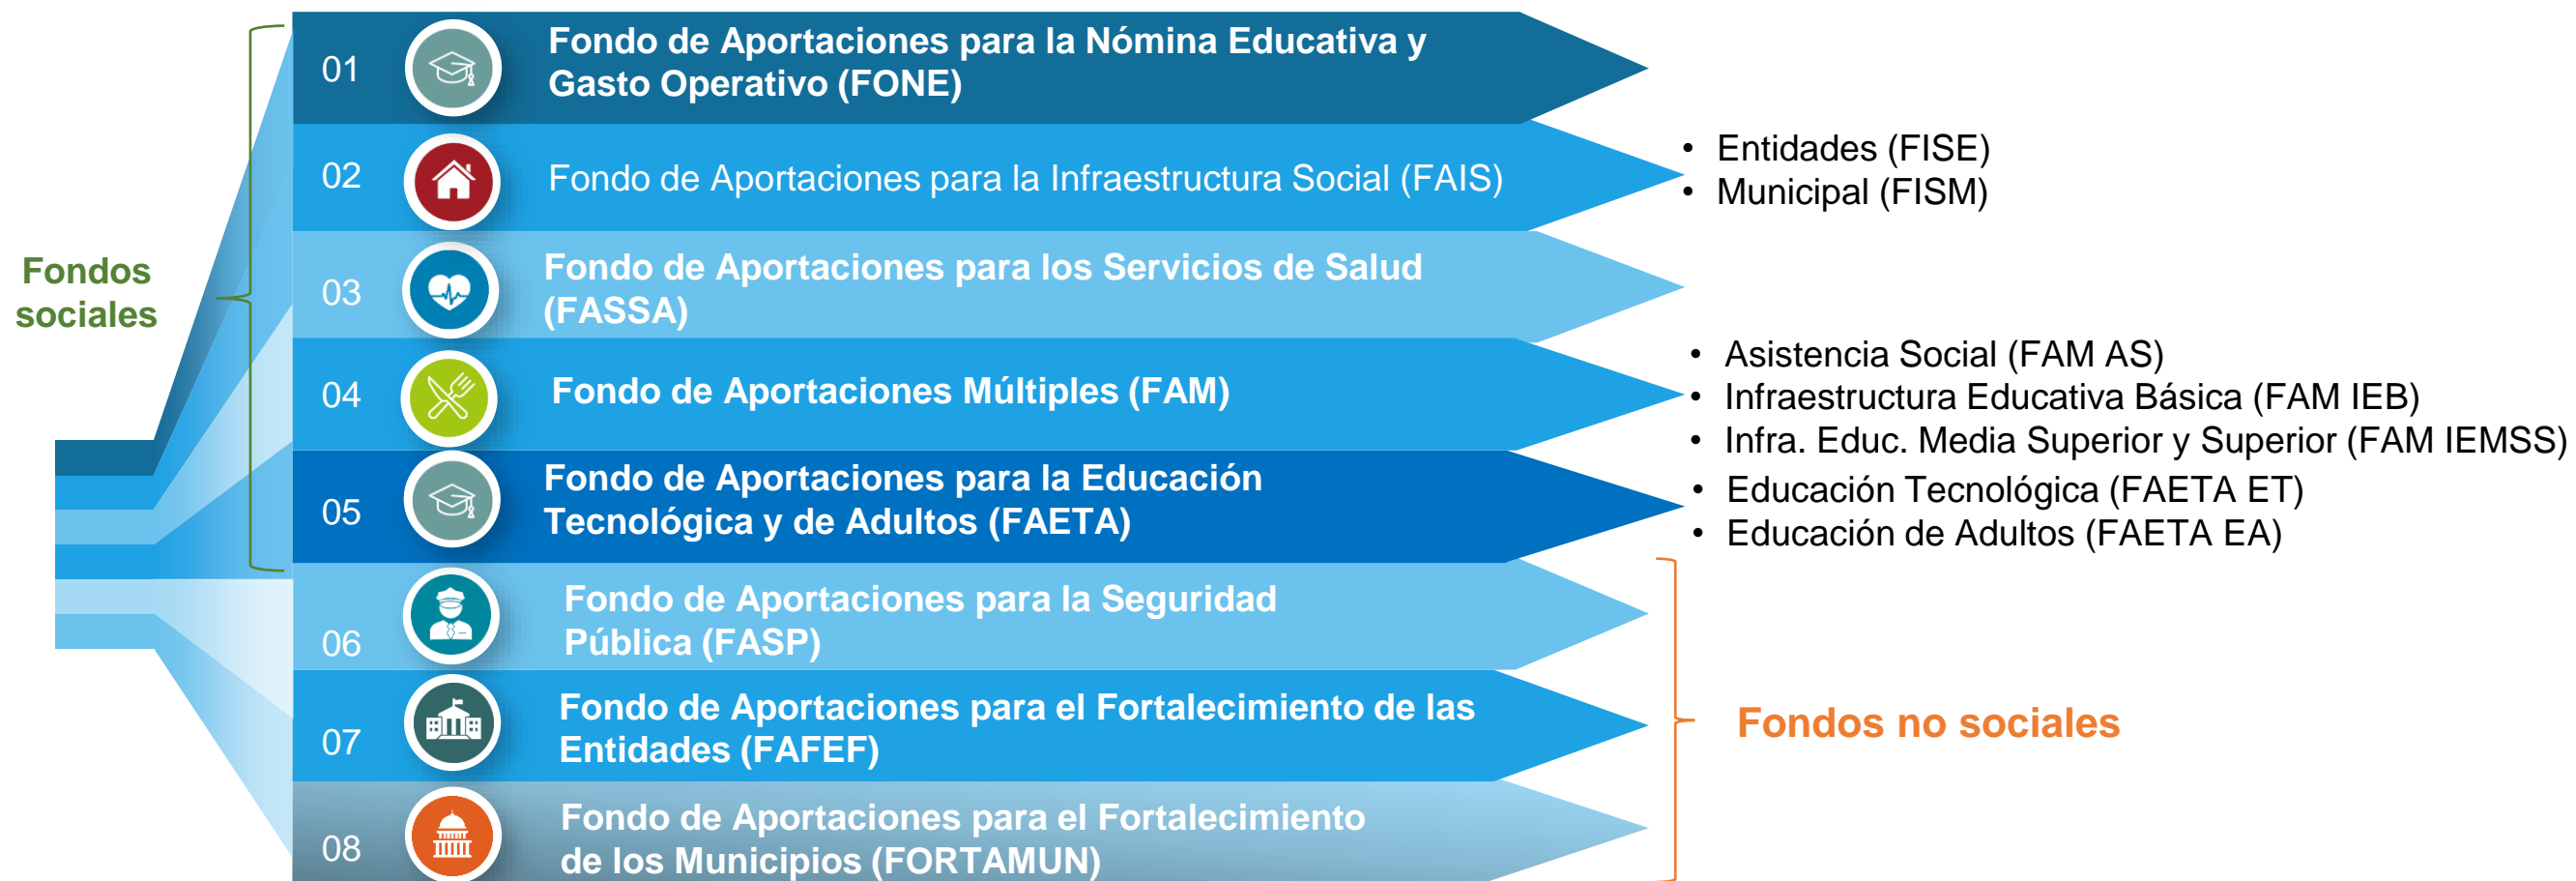 Fondos
sociales
01
Fondo de Aportaciones para la Nómina Educativa y
Gasto Operativo (FONE)
02
Fondo de Aportaciones para la Infraestructura Social (FAIS)
• Entidades (FISE)
• Municipal (FISM)
03
Fondo de Aportaciones para los Servicios de Salud
(FASSA)
04
Fondo de Aportaciones Múltiples (FAM)
• Asistencia Social (FAM AS)
• Infraestructura Educativa Básica (FAM IEB)
• Infra. Educ. Media Superior y Superior (FAM IEMSS)
05
Fondo de Aportaciones para la Educación
Tecnológica y de Adultos (FAETA)
• Educación Tecnológica (FAETA ET)
• Educación de Adultos (FAETA EA)
06
Fondo de Aportaciones para la Seguridad
Pública (FASP)
07
Fondo de Aportaciones para el Fortalecimiento de las
Entidades (FAFEF)
08
Fondo de Aportaciones para el Fortalecimiento
de los Municipios (FORTAMUN)
Fondos no sociales